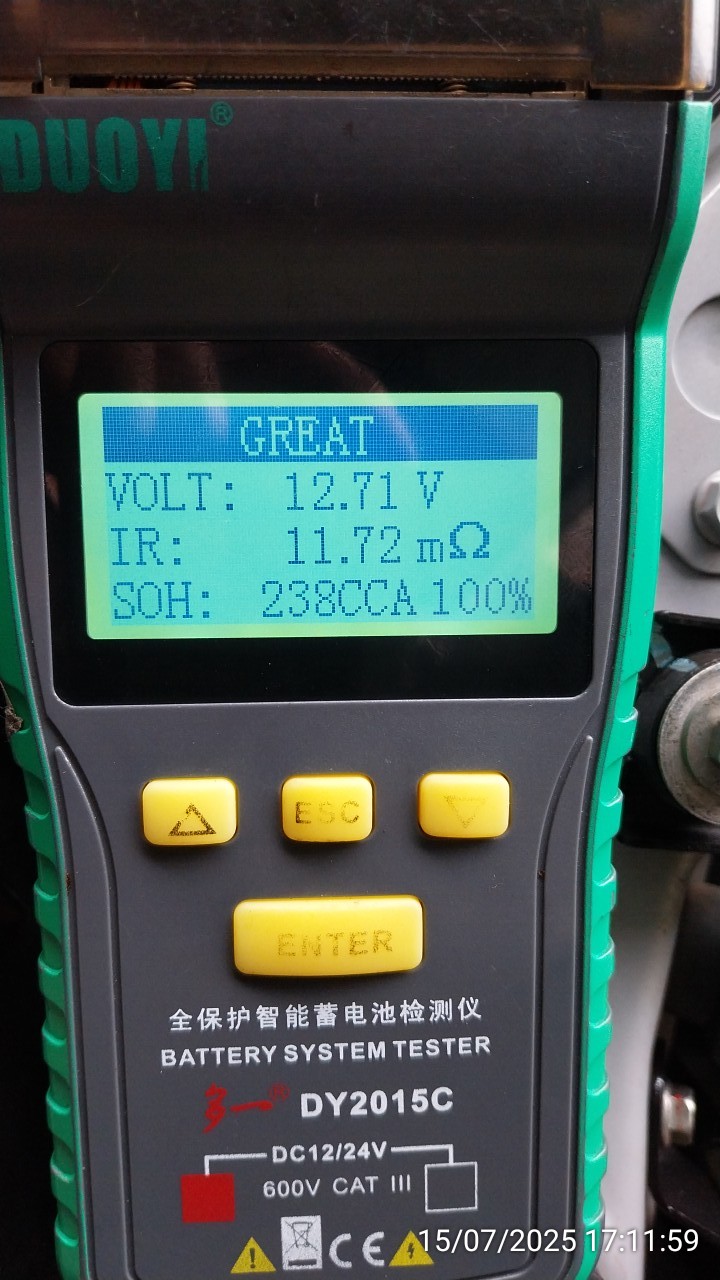 DUOYI®
GREAT
VOLT: 12.71 V
IR: 11.72 mΩ
SOH: 238CCA 100%
ESC
ENTER
全保护智能蓄电池检测仪
BATTERY SYSTEM TESTER
多一® DY2015C
DC12/24V
600V CAT III
CE
15/07/2025 17:11:59